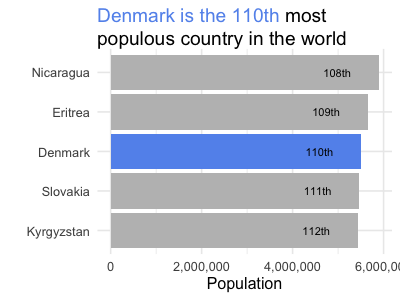 Denmark is the 110th most
populous country in the world
Nicaragua 108th
Eritrea 109th
Denmark 110th
Slovakia 111th
Kyrgyzstan 112th
0 2,000,000 4,000,000 6,000,00
Population